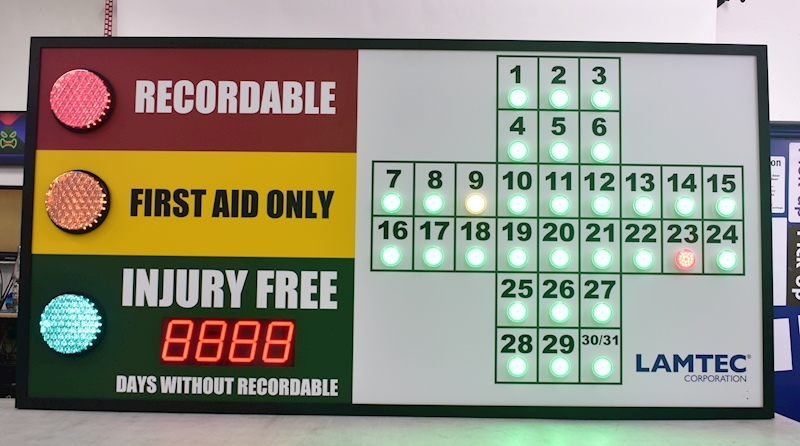 RECORDABLE
FIRST AID ONLY
INJURY FREE
8888
DAYS WITHOUT RECORDABLE
1 2 3
4 5 6
7 8 9 10 11 12 13 14 15
16 17 18 19 20 21 22 23 24
25 26 27
28 29 30/31
LAMTEC®
CORPORATION